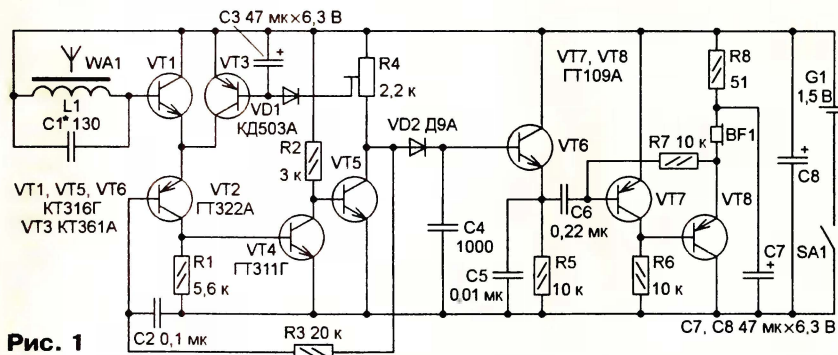 C3 47 мк×6,3 В
WA1
VT1
VT3
R4
2,2 к
VT7, VT8
ГТ109А
R8
51
G1
1,5 В
L1
C1* 130
VD1
КД503А
VD2 Д9А
R2
3 к
VT5
VT6
R7 10 к
BF1
VT1, VT5, VT6
КТ316Г
VT3 КТ361А
VT2
ГТ322А
VT4
ГТ311Г
C4
1000
C6
0,22 мк
VT7
VT8
C8
R1
5,6 к
C5
0,01 мк
R5
10 к
R6
10 к
C7
SA1
C2 0,1 мк
R3 20 к
C7, C8 47 мк×6,3 В
Рис. 1
+
+
+